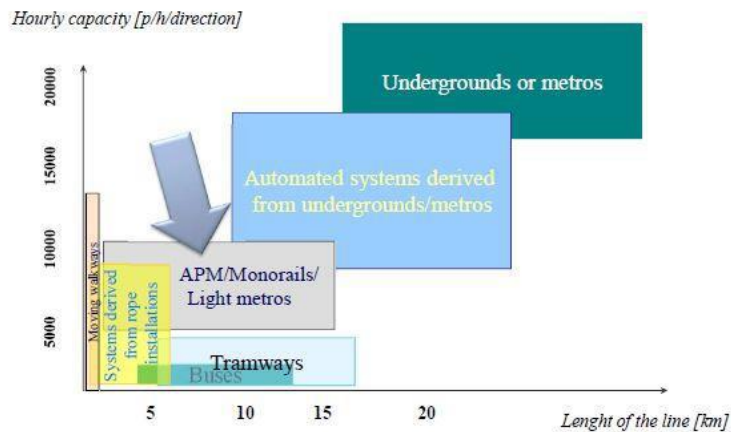 Hourly capacity [p/h/direction]
20000
15000
10000
5000
Undergrounds or metros
Automated systems derived
from undergrounds/metros
APM/Monorails/
Light metros
Moving walkways
Systems derived
from rope
installations
Tramways
Buses
5
10
15
20
Lenght of the line [km]